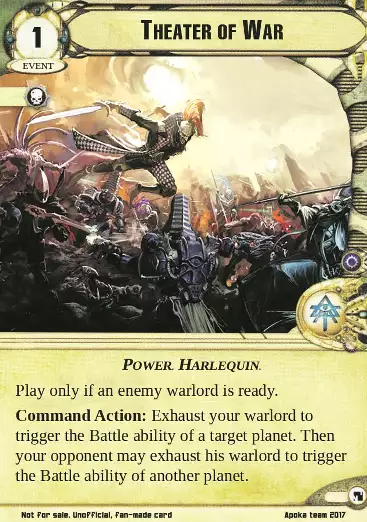 1
THEATER OF WAR
EVENT
POWER. HARLEQUIN.
Play only if an enemy warlord is ready.
Command Action: Exhaust your warlord to
trigger the Battle ability of a target planet. Then
your opponent may exhaust his warlord to trigger
the Battle ability of another planet.
Not for sale. Unofficial, fan-made card
Apoka team 2017